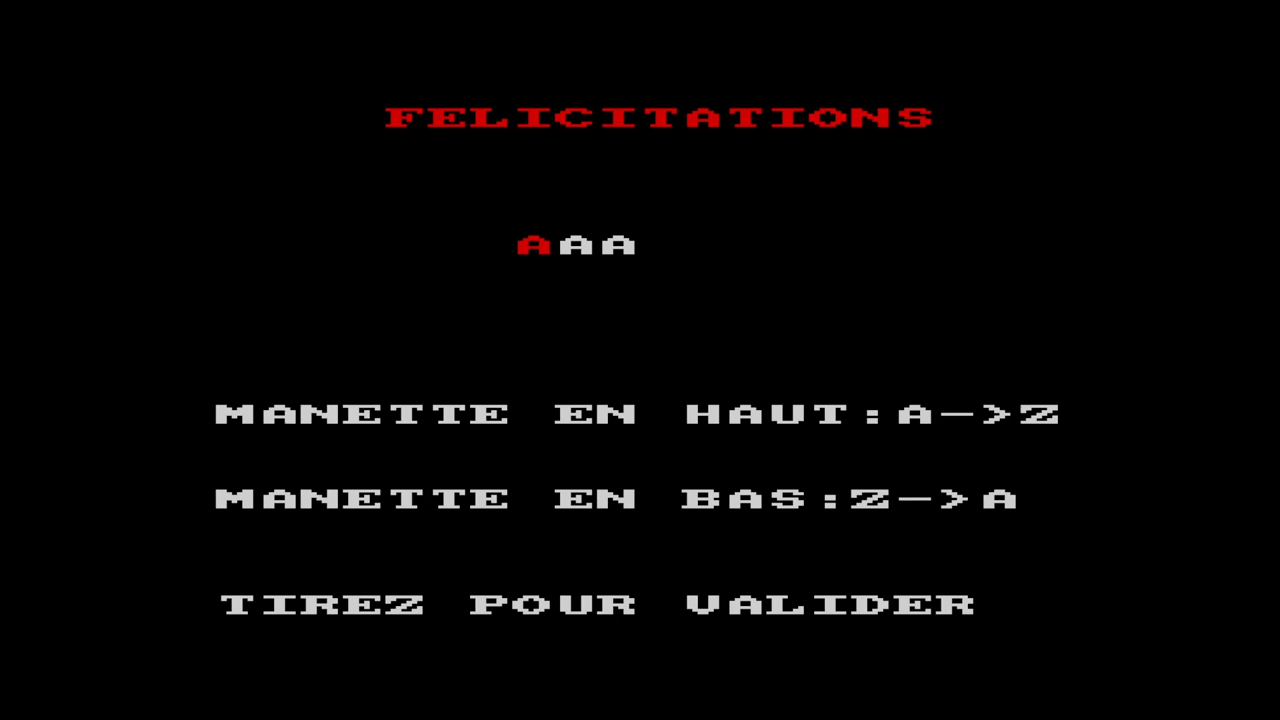 FELICITATIONS
AAA
MANETTE EN HAUT:A->Z
MANETTE EN BAS:Z->A
TIREZ POUR VALIDER